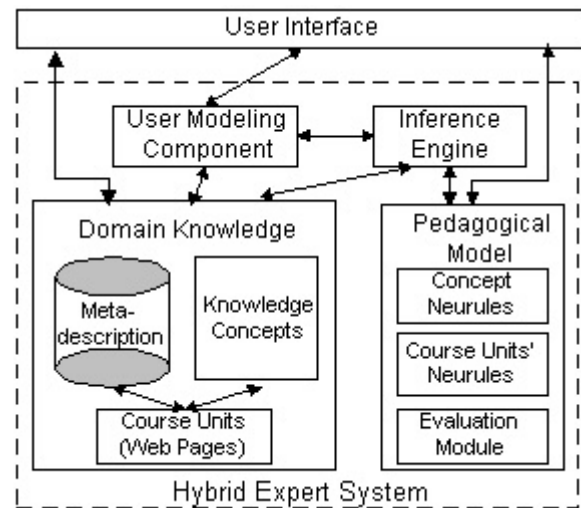 User Interface
User Modeling
Component
Inference
Engine
Domain Knowledge
Meta-
description
Knowledge
Concepts
Course Units
(Web Pages)
Pedagogical
Model
Concept
Neurules
Course Units'
Neurules
Evaluation
Module
Hybrid Expert System